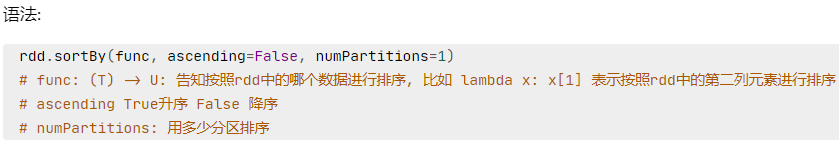 语法:
rdd.sortBy(func, ascending=False, numPartitions=1)
# func: (T) -> U: 告知按照rdd中的哪个数据进行排序, 比如 lambda x: x[1] 表示按照rdd中的第二列元素进行排序
# ascending True升序 False 降序
# numPartitions: 用多少分区排序